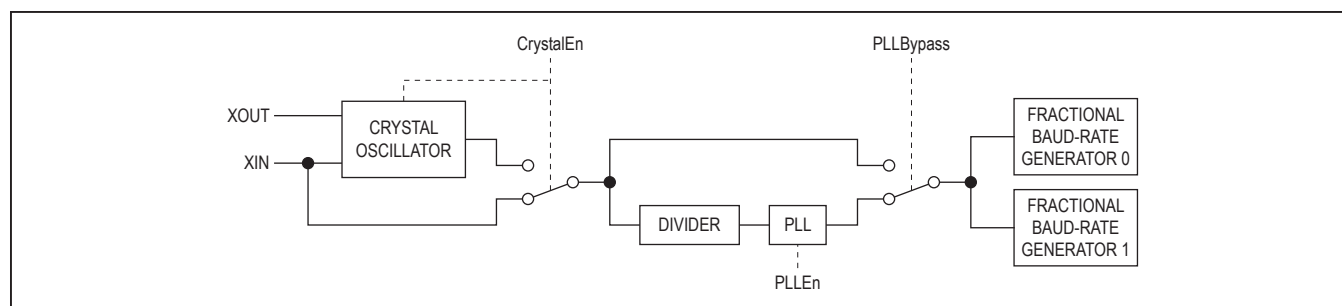 CrystalEn
PLLBypass
XOUT
XIN
CRYSTAL
OSCILLATOR
DIVIDER
PLL
PLLEn
FRACTIONAL
BAUD-RATE
GENERATOR 0
FRACTIONAL
BAUD-RATE
GENERATOR 1